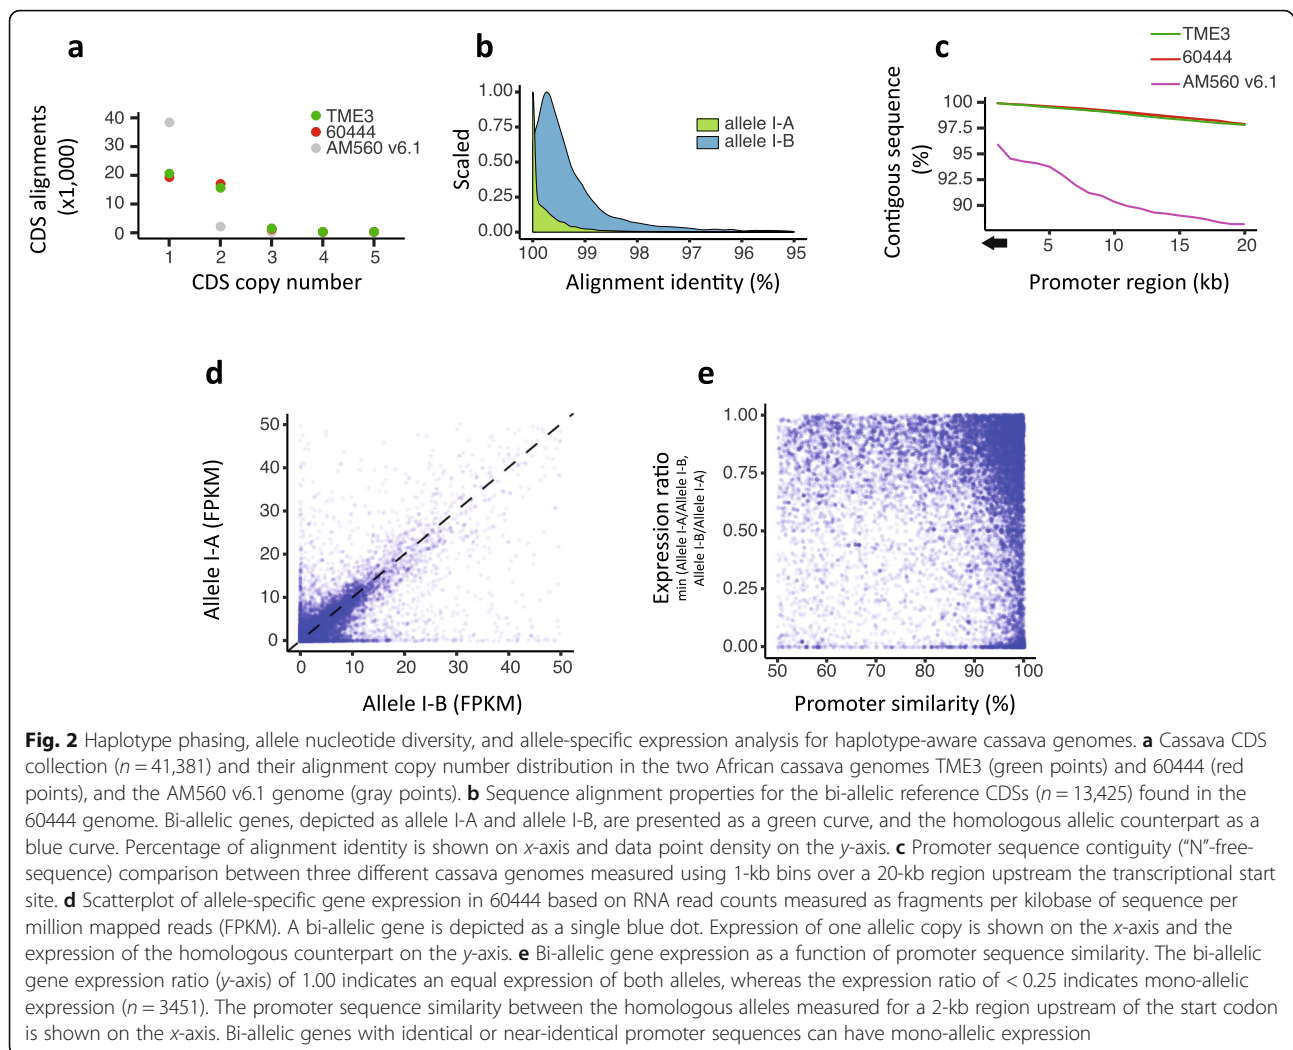 a
CDS alignments
(x1,000)
40
30
20
10
0
TME3
60444
AM560 v6.1
1 2 3 4 5
CDS copy number
b
Scaled
1.00
0.75
0.50
0.25
0.00
allele I-A
allele I-B
100 99 98 97 96 95
Alignment identity (%)
c
TME3
60444
AM560 v6.1
Contigous sequence
(%)
100
97.5
95
92.5
90
5 10 15 20
Promoter region (kb)
d
Allele I-A (FPKM)
50
40
30
20
10
0
0 10 20 30 40 50
Allele I-B (FPKM)
e
Expression ratio
min (Allele I-A/Allele I-B,
Allele I-B/Allele I-A)
1.00
0.75
0.50
0.25
0.00
50 60 70 80 90 100
Promoter similarity (%)
Fig. 2 Haplotype phasing, allele nucleotide diversity, and allele-specific expression analysis for haplotype-aware cassava genomes. a Cassava CDS
collection (n = 41,381) and their alignment copy number distribution in the two African cassava genomes TME3 (green points) and 60444 (red
points), and the AM560 v6.1 genome (gray points). b Sequence alignment properties for the bi-allelic reference CDSs (n = 13,425) found in the
60444 genome. Bi-allelic genes, depicted as allele I-A and allele I-B, are presented as a green curve, and the homologous allelic counterpart as a
blue curve. Percentage of alignment identity is shown on x-axis and data point density on the y-axis. c Promoter sequence contiguity (“N”-free-
sequence) comparison between three different cassava genomes measured using 1-kb bins over a 20-kb region upstream the transcriptional start
site. d Scatterplot of allele-specific gene expression in 60444 based on RNA read counts measured as fragments per kilobase of sequence per
million mapped reads (FPKM). A bi-allelic gene is depicted as a single blue dot. Expression of one allelic copy is shown on the x-axis and the
expression of the homologous counterpart on the y-axis. e Bi-allelic gene expression as a function of promoter sequence similarity. The bi-allelic
gene expression ratio (y-axis) of 1.00 indicates an equal expression of both alleles, whereas the expression ratio of < 0.25 indicates mono-allelic
expression (n = 3451). The promoter sequence similarity between the homologous alleles measured for a 2-kb region upstream of the start codon
is shown on the x-axis. Bi-allelic genes with identical or near-identical promoter sequences can have mono-allelic expression